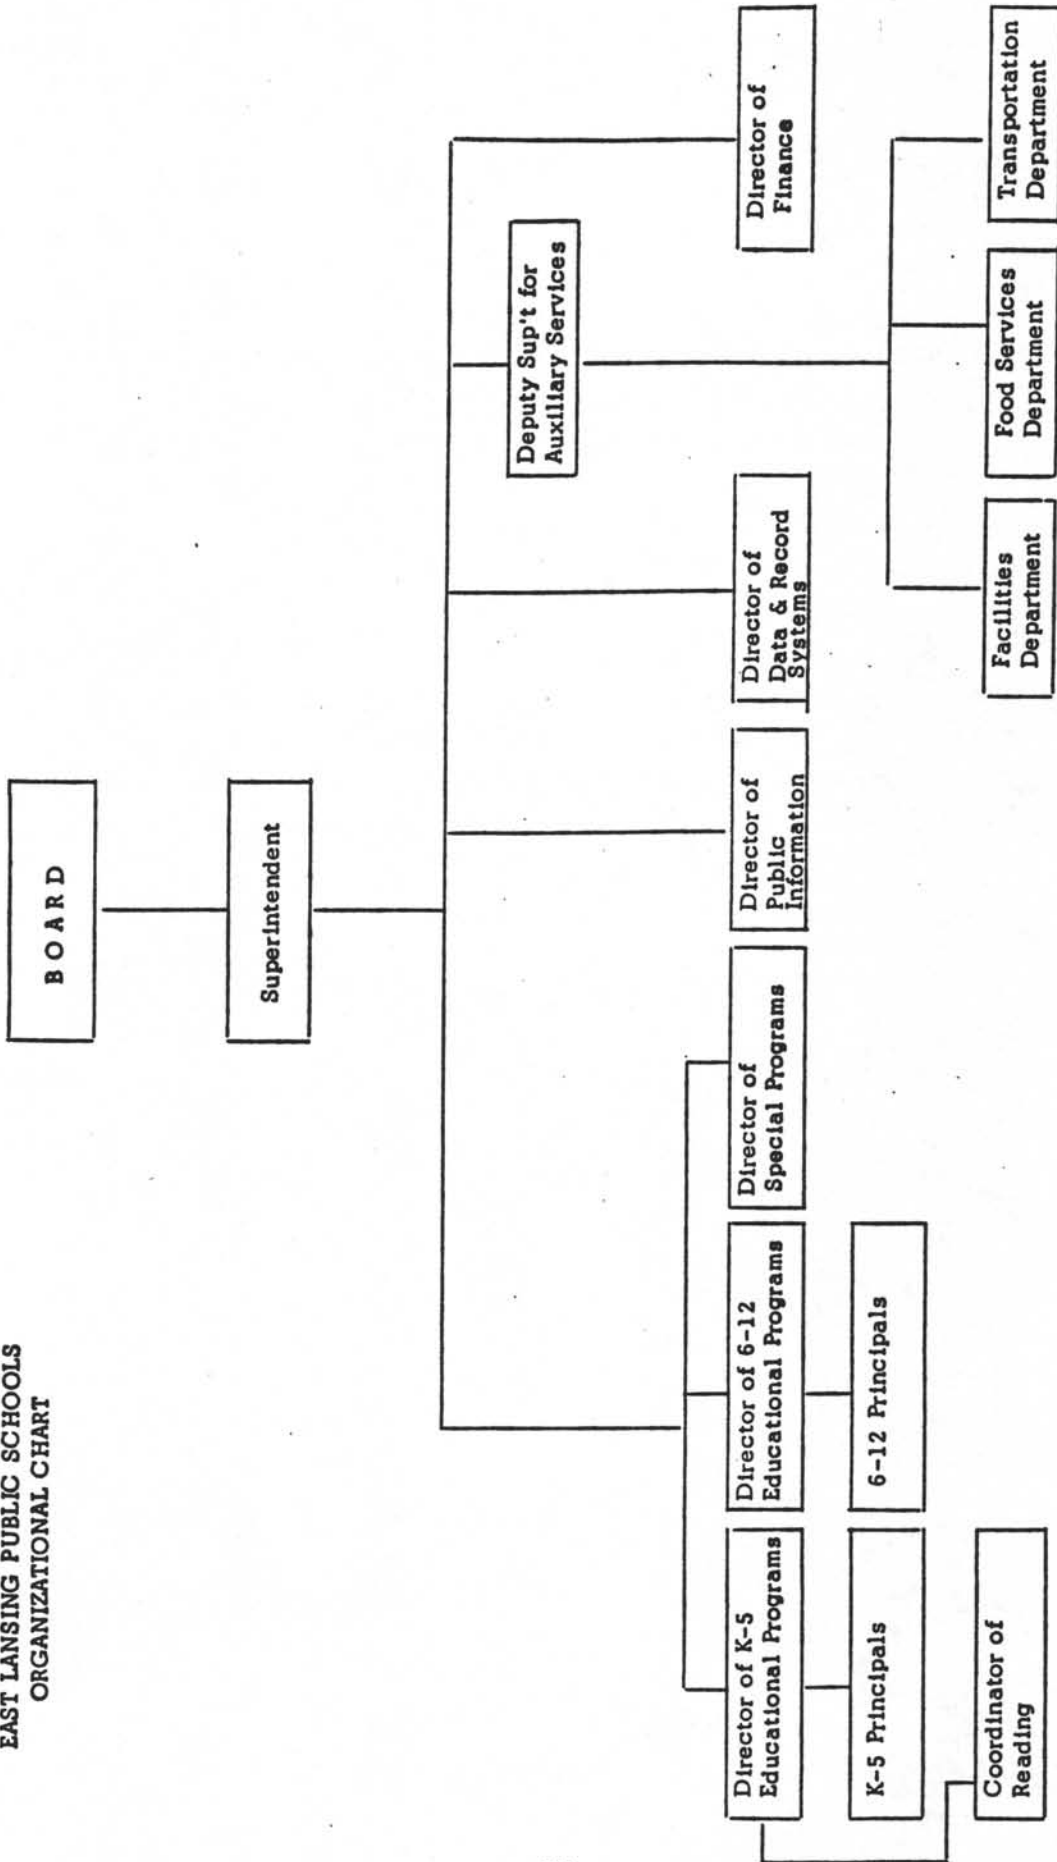 EAST LANSING PUBLIC SCHOOLS
ORGANIZATIONAL CHART
BOARD
Superintendent
Deputy Sup't for
Auxiliary Services
Director of K-5
Educational Programs
Director of 6-12
Educational Programs
Director of
Special Programs
Director of
Public
Information
Director of
Data & Record
Systems
Director of
Finance
K-5 Principals
6-12 Principals
Coordinator of
Reading
Facilities
Department
Food Services
Department
Transportation
Department